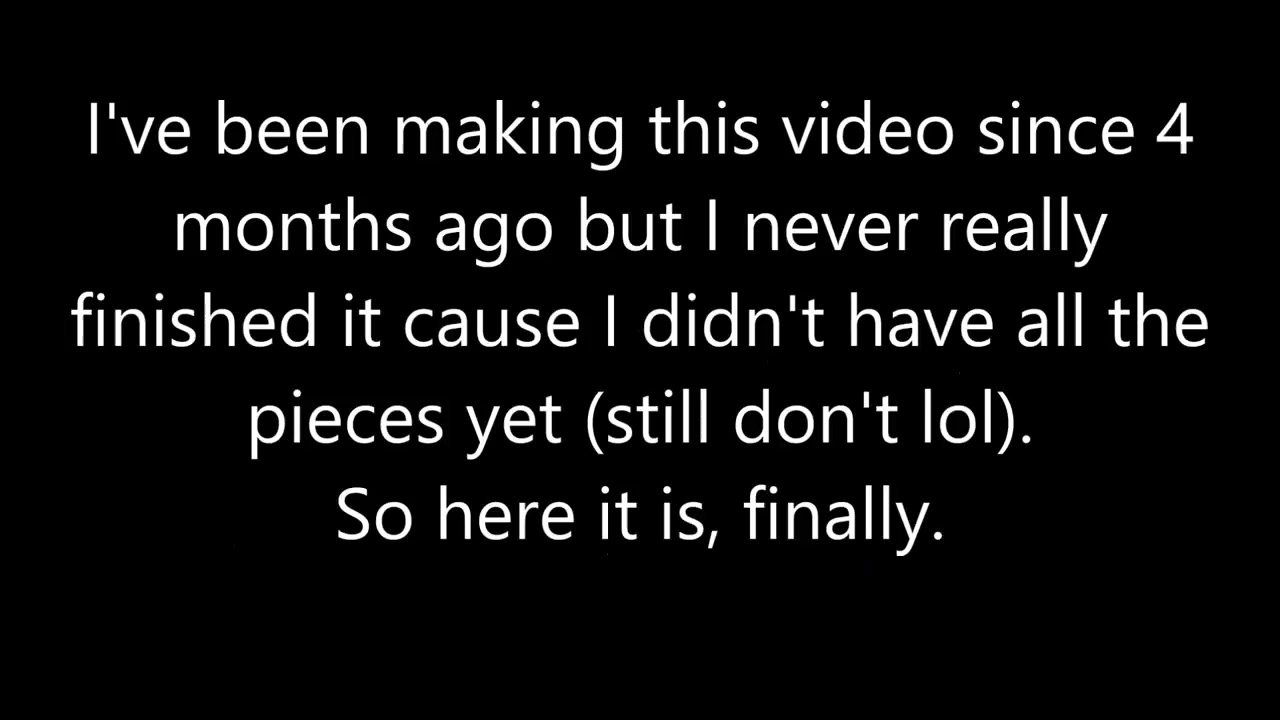 I've been making this video since 4
months ago but I never really
finished it cause I didn't have all the
pieces yet (still don't lol).
So here it is, finally.